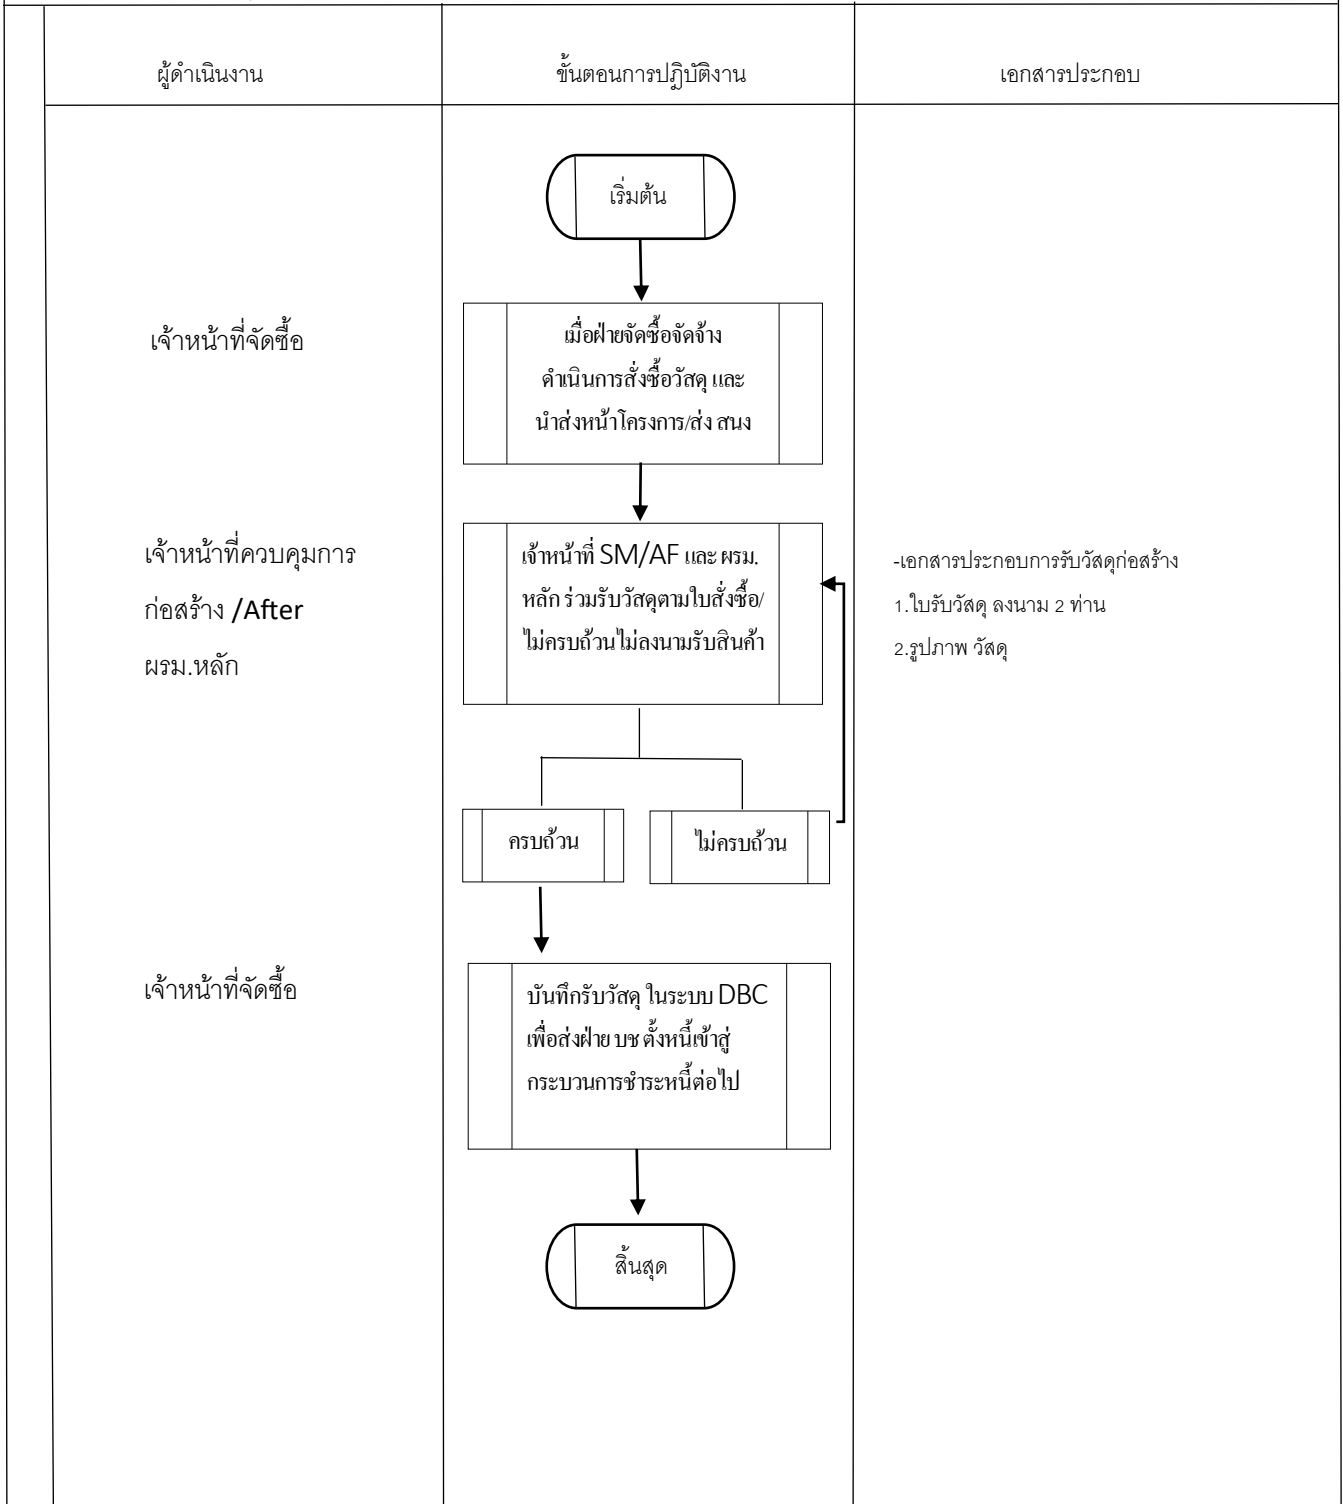 ผู้ดำเนินงาน
ขั้นตอนการปฎิบัติงาน
เอกสารประกอบ
เริ่มต้น
เจ้าหน้าที่จัดซื้อ
เมื่อฝ่ายจัดซื้อจัดจ้าง
ดำเนินการสั่งซื้อวัสดุ และ
นำส่งหน้าโครงการ/ส่ง สนง
เจ้าหน้าที่ควบคุมการ
ก่อสร้าง /After
ผรม.หลัก
เจ้าหน้าที่ SM/AF และ ผรม.
หลัก ร่วมรับวัสดุตามใบสั่งซื้อ/
ไม่ครบถ้วนไม่ลงนามรับสินค้า
-เอกสารประกอบการรับวัสดุก่อสร้าง
1.ใบรับวัสดุ ลงนาม 2 ท่าน
2.รูปภาพ วัสดุ
ครบถ้วน
ไม่ครบถ้วน
เจ้าหน้าที่จัดซื้อ
บันทึกรับวัสดุ ในระบบ DBC
เพื่อส่งฝ่าย บช ตั้งหนี้เข้าสู่
กระบวนการชำระหนี้ต่อไป
สิ้นสุด